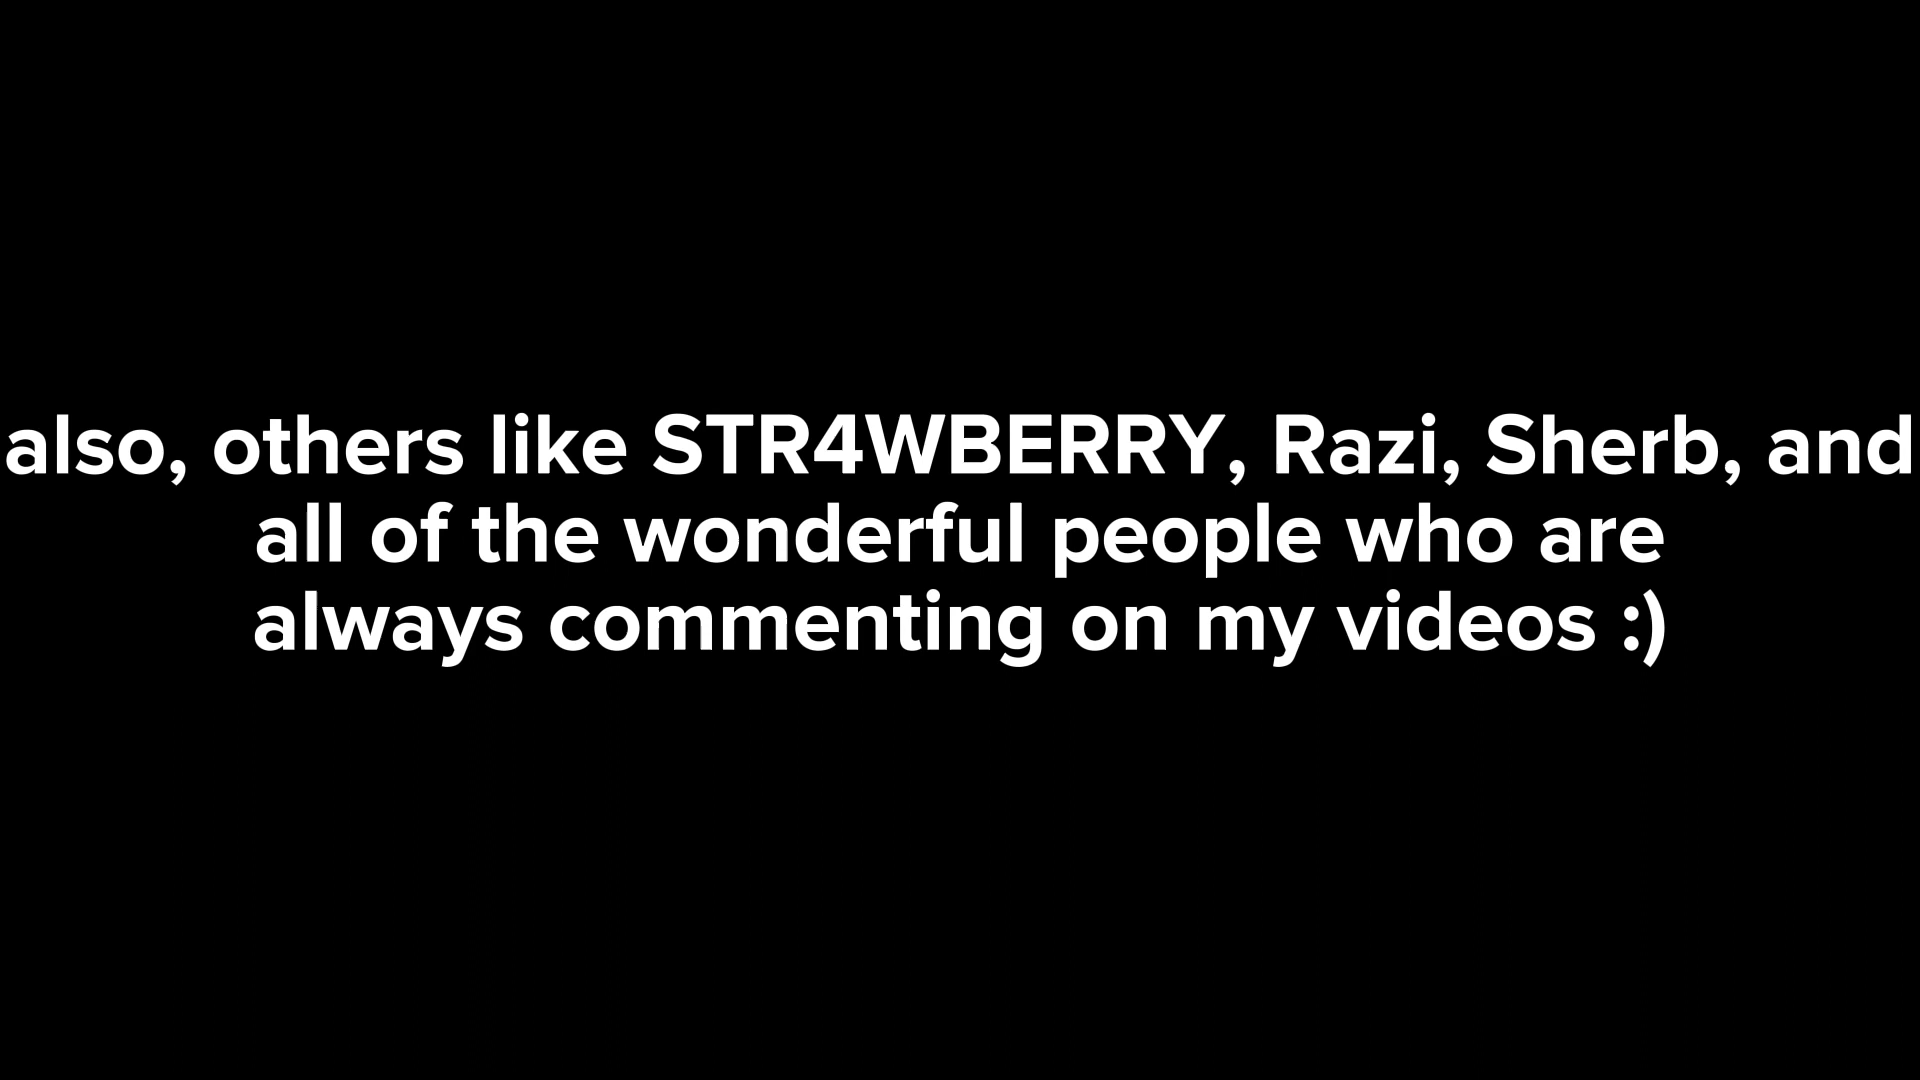 also, others like STR4WBERRY, Razi, Sherb, and
all of the wonderful people who are
always commenting on my videos :)